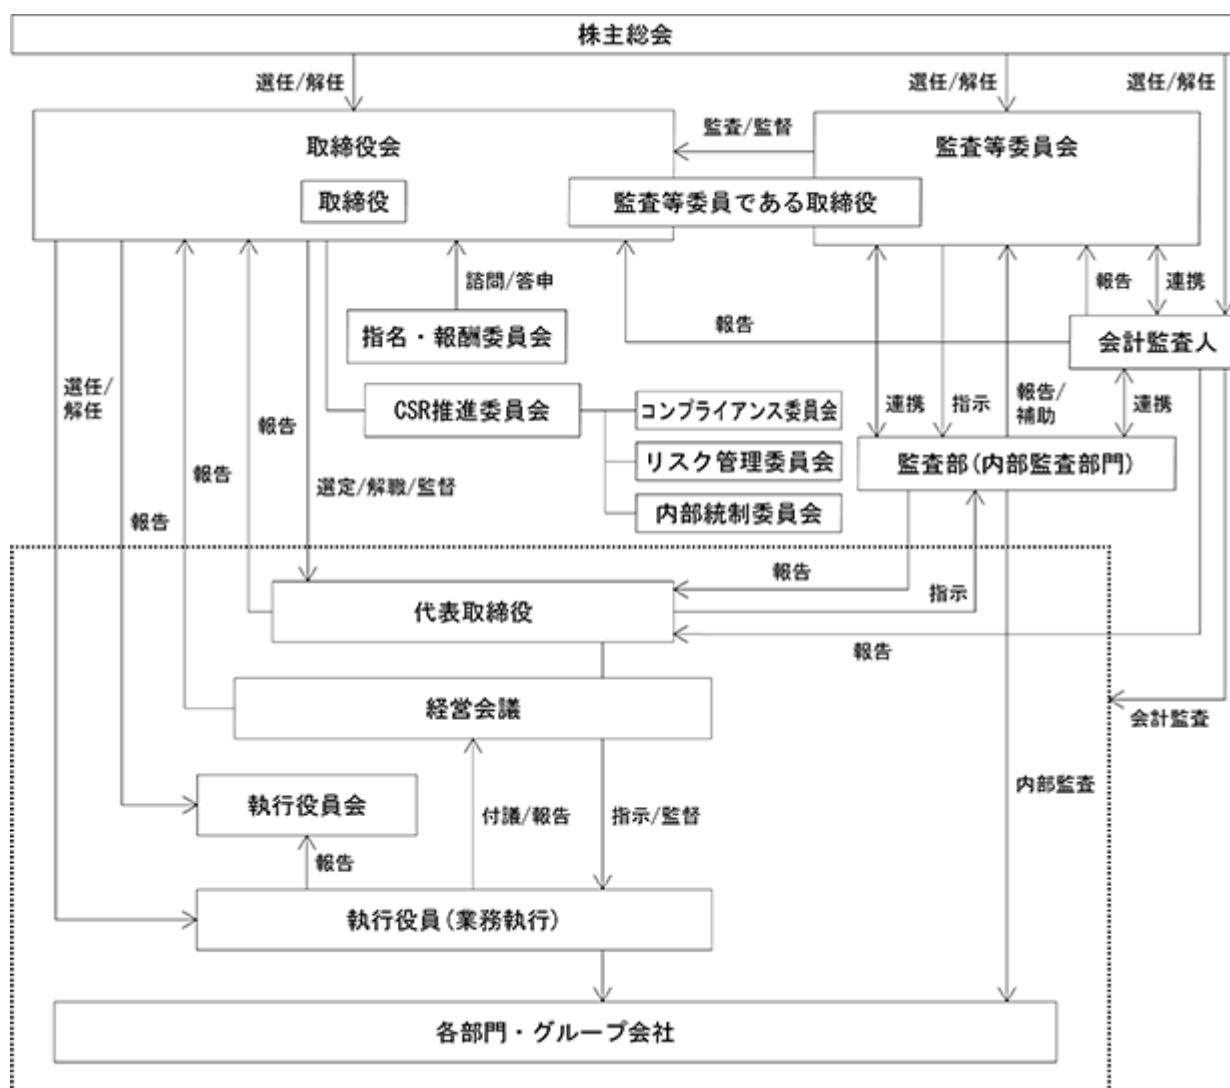 株主総会
選任/解任
選任/解任
選任/解任
取締役会
監査/監督
監査等委員会
取締役
監査等委員である取締役
諮問/答申
報告
連携
指名・報酬委員会
報告
会計監査人
選任/
解任
CSR推進委員会
コンプライアンス委員会
連携
指示
報告/
補助
連携
報告
リスク管理委員会
監査部(内部監査部門)
報告
選定/解職/監督
内部統制委員会
報告
報告
代表取締役
指示
報告
経営会議
会計監査
執行役員会
付議/報告
指示/監督
内部監査
報告
執行役員(業務執行)
各部門・グループ会社